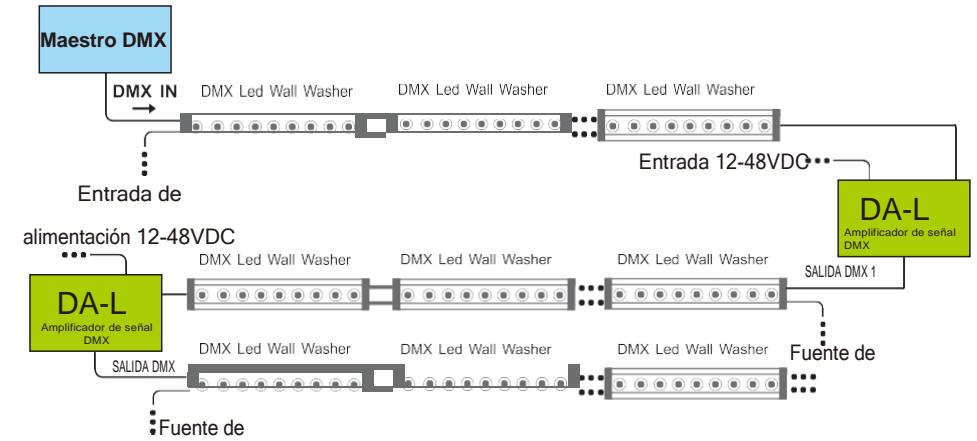 Maestro DMX
DMX IN
DMX Led Wall Washer
DMX Led Wall Washer
DMX Led Wall Washer
Entrada de
Entrada 12-48VDC
DA-L
Amplificador de señal
DMX
SALIDA DMX 1
alimentación 12-48VDC
DMX Led Wall Washer
DMX Led Wall Washer
DMX Led Wall Washer
DA-L
Amplificador de señal
DMX
SALIDA DMX
Fuente de
DMX Led Wall Washer
DMX Led Wall Washer
DMX Led Wall Washer
Fuente de